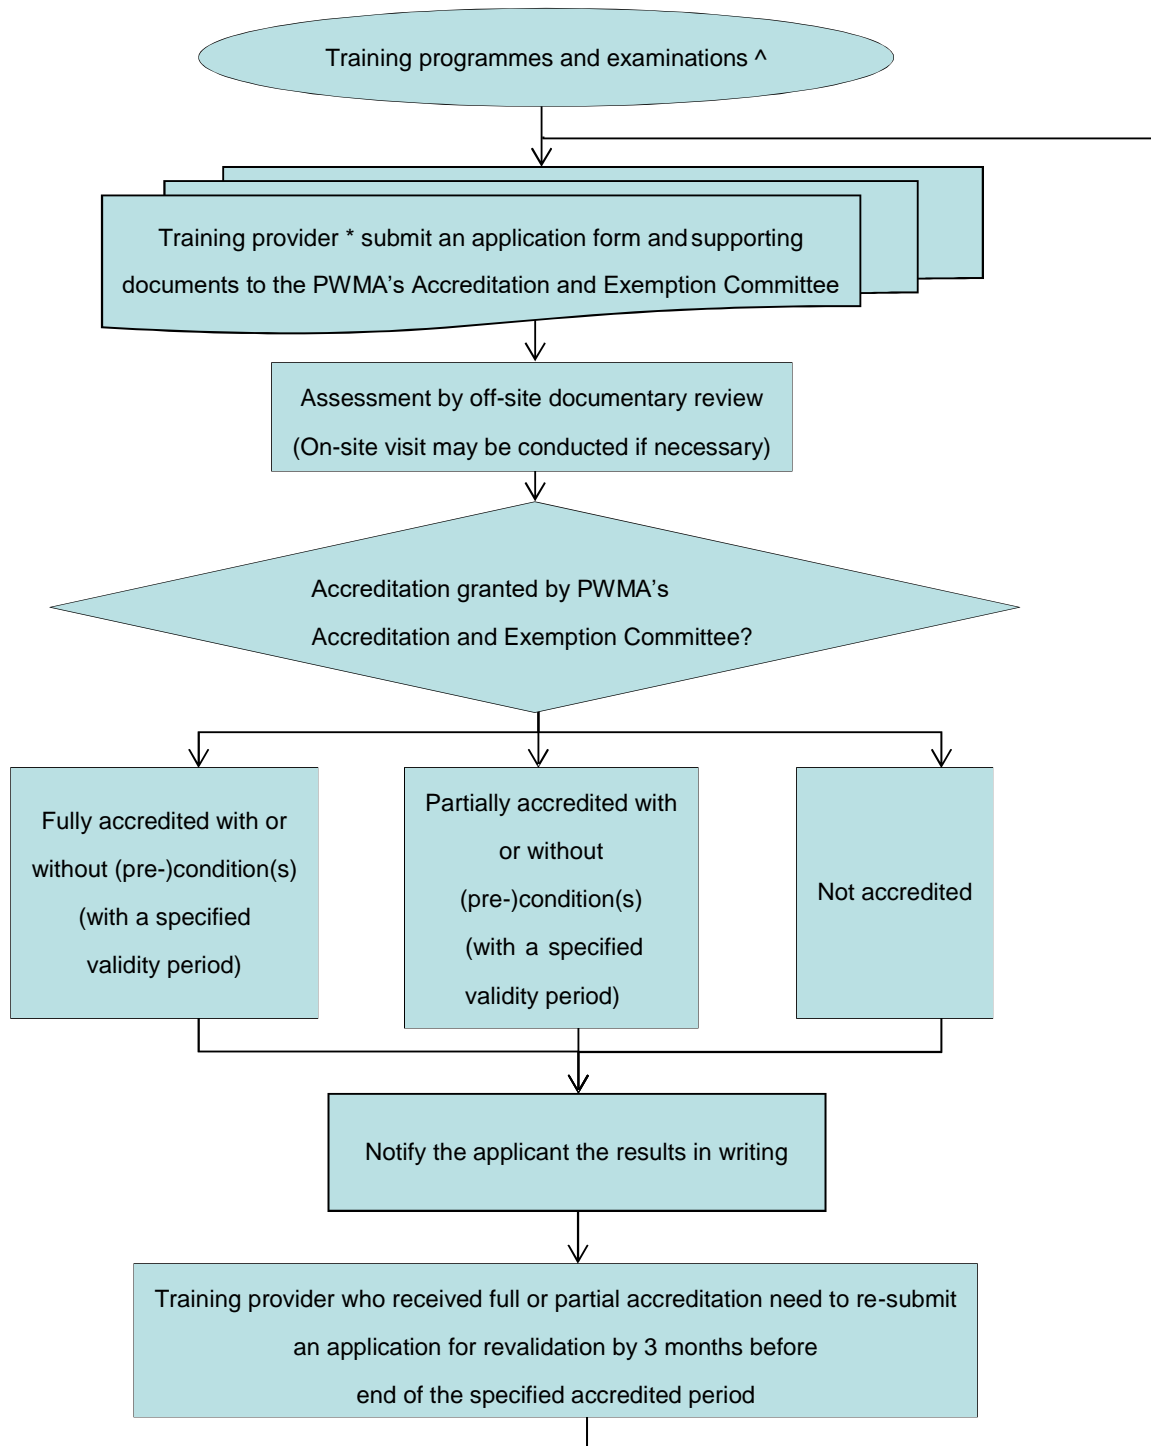 Training programmes and examinations ^
Training provider * submit an application form and supporting
documents to the PWMA’s Accreditation and Exemption Committee
Assessment by off-site documentary review
(On-site visit may be conducted if necessary)
Accreditation granted by PWMA’s
Accreditation and Exemption Committee?
Fully accredited with or
without (pre-)condition(s)
(with a specified
validity period)
Partially accredited with
or without
(pre-)condition(s)
(with a specified
validity period)
Not accredited
Notify the applicant the results in writing
Training provider who received full or partial accreditation need to re-submit
an application for revalidation by 3 months before
end of the specified accredited period